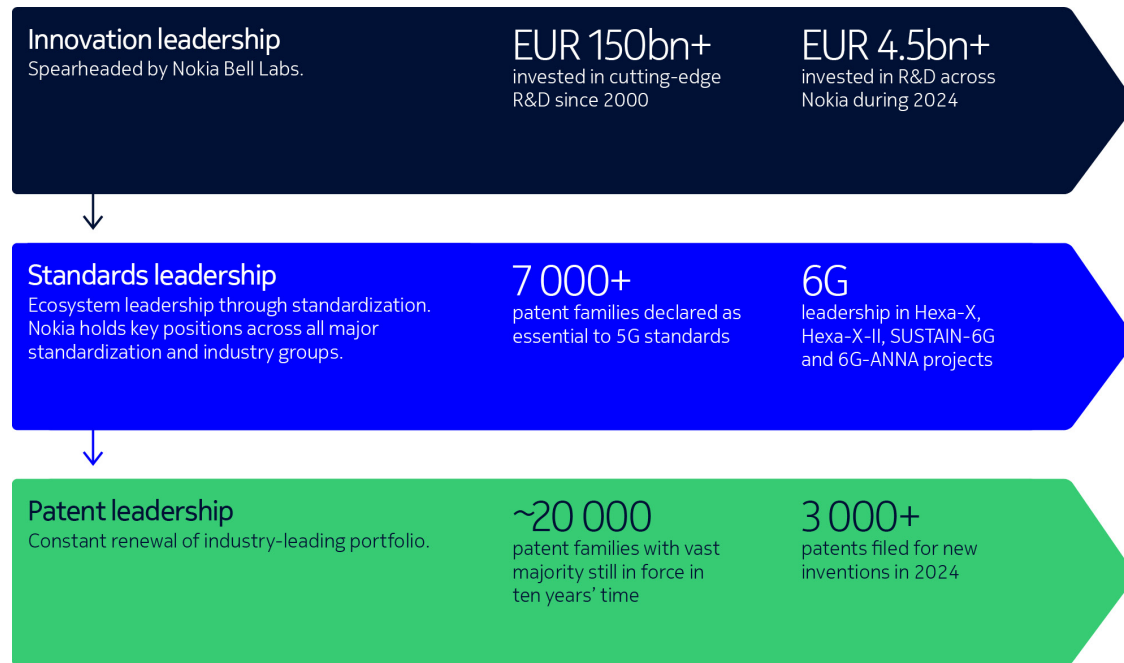 Innovation leadership
Spearheaded by Nokia Bell Labs.
EUR 150bn+
invested in cutting-edge
R&D since 2000
EUR 4.5bn+
invested in R&D across
Nokia during 2024
Standards leadership
Ecosystem leadership through standardization.
Nokia holds key positions across all major
standardization and industry groups.
7 000+
patent families declared as
essential to 5G standards
6G
leadership in Hexa-X,
Hexa-X-II, SUSTAIN-6G
and 6G-ANNA projects
Patent leadership
Constant renewal of industry-leading portfolio.
~20 000
patent families with vast
majority still in force in
ten years’ time
3 000+
patents filed for new
inventions in 2024